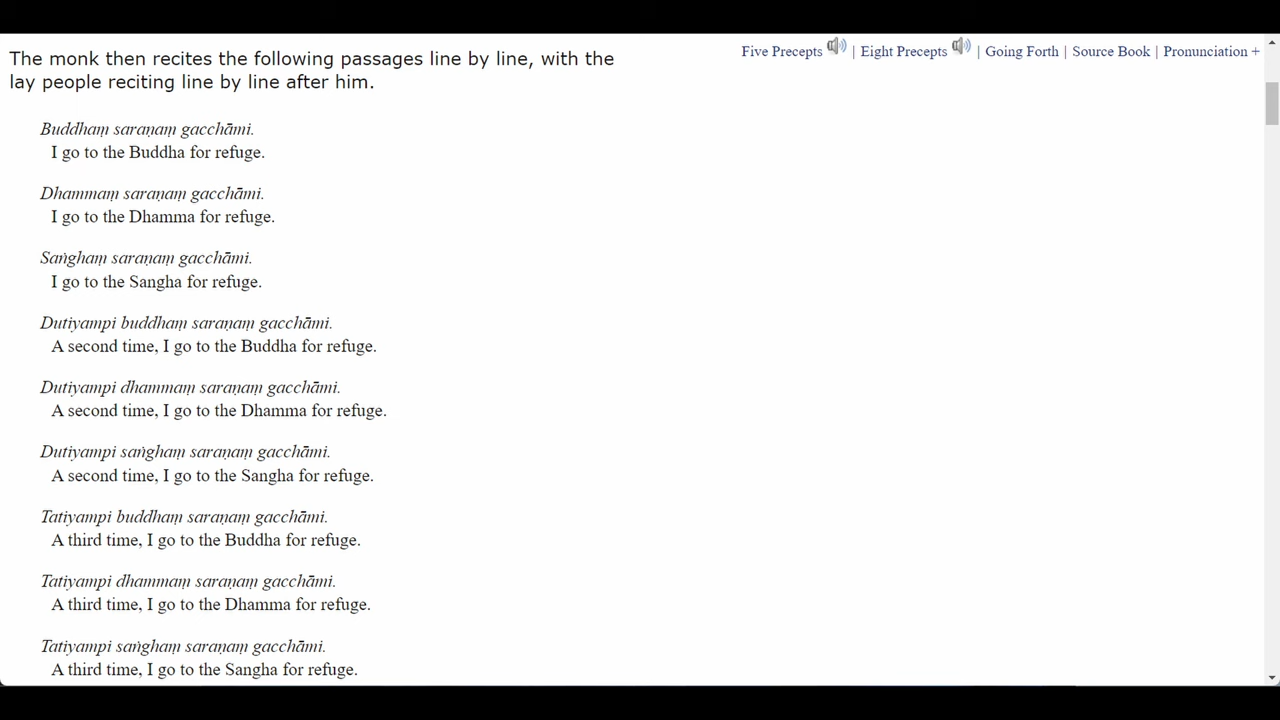 Five Precepts | Eight Precepts | Going Forth | Source Book | Pronunciation +
The monk then recites the following passages line by line, with the
lay people reciting line by line after him.
Buddhaṃ saraṇaṃ gacchāmi.
I go to the Buddha for refuge.
Dhammaṃ saraṇaṃ gacchāmi.
I go to the Dhamma for refuge.
Saṅghaṃ saraṇaṃ gacchāmi.
I go to the Sangha for refuge.
Dutiyampi buddhaṃ saraṇaṃ gacchāmi.
A second time, I go to the Buddha for refuge.
Dutiyampi dhammaṃ saraṇaṃ gacchāmi.
A second time, I go to the Dhamma for refuge.
Dutiyampi saṅghaṃ saraṇaṃ gacchāmi.
A second time, I go to the Sangha for refuge.
Tatiyampi buddhaṃ saraṇaṃ gacchāmi.
A third time, I go to the Buddha for refuge.
Tatiyampi dhammaṃ saraṇaṃ gacchāmi.
A third time, I go to the Dhamma for refuge.
Tatiyampi saṅghaṃ saraṇaṃ gacchāmi.
A third time, I go to the Sangha for refuge.